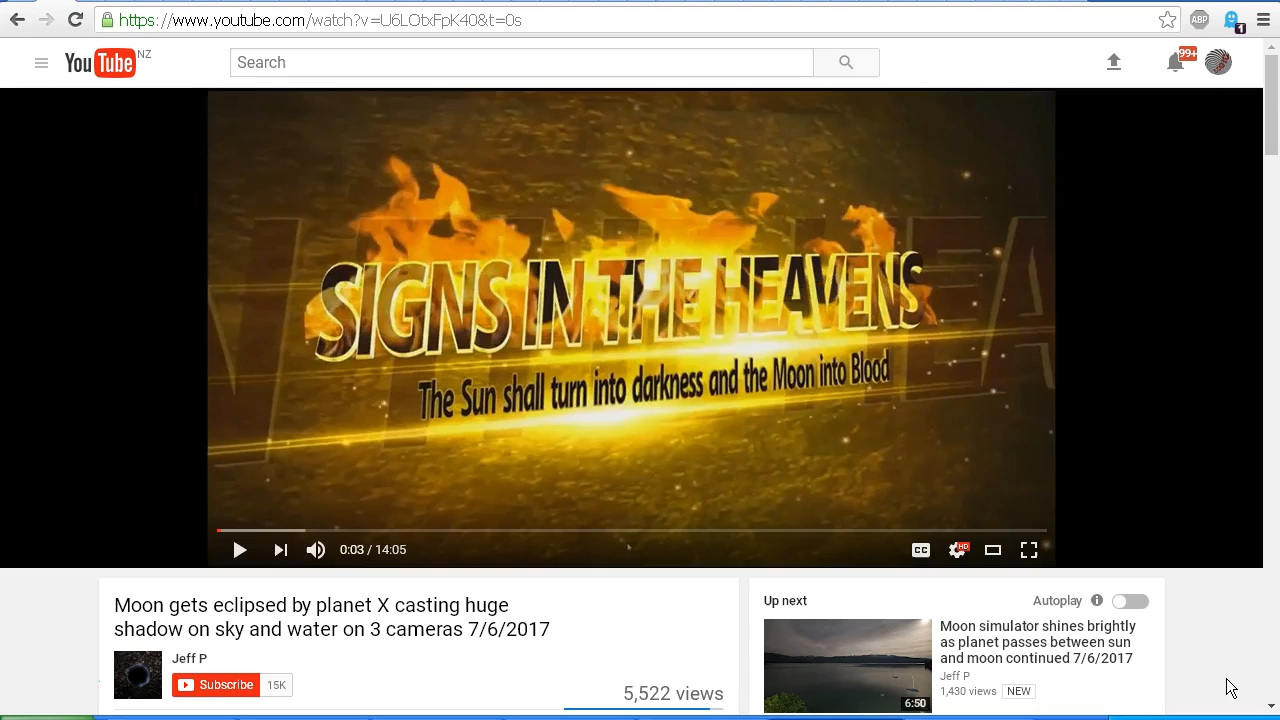 https://www.youtube.com/watch?v=U6LOtxFpK40&t=0s
ABP
1
YouTube NZ
Search
99+
SIGNS IN THE HEAVENS
The Sun shall turn into darkness and the Moon into Blood
0:03 / 14:05
CC
HD
Moon gets eclipsed by planet X casting huge
shadow on sky and water on 3 cameras 7/6/2017
Jeff P
Subscribe 15K
5,522 views
Up next
Autoplay
Moon simulator shines brightly
as planet passes between sun
and moon continued 7/6/2017
Jeff P
1,430 views NEW
6:50